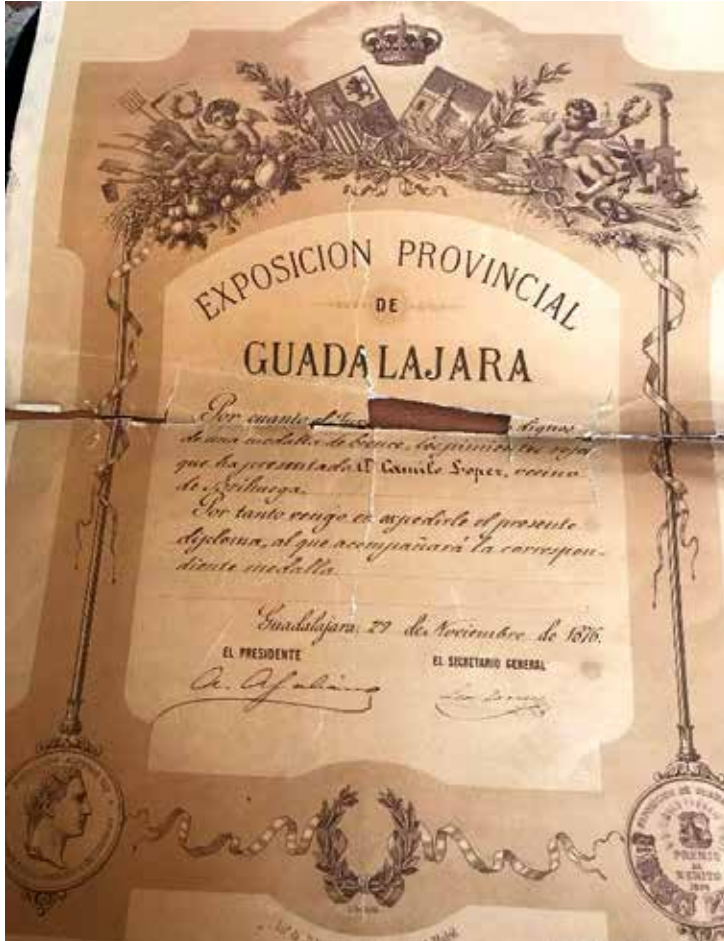 EXPOSICION PROVINCIAL
DE
GUADALAJARA
Por cuanto el dignos
de una medalla de bronce, los
que ha presentado D. Camilo Lopez, vecino
de Brihuega.
Por tanto vengo en expedirle el presente
diploma, al que acompañará la correspon-
diente medalla.
Guadalajara: 29 de Noviembre de 1876.
EL PRESIDENTE
EL SECRETARIO GENERAL
PREMIO
AL
MERITO